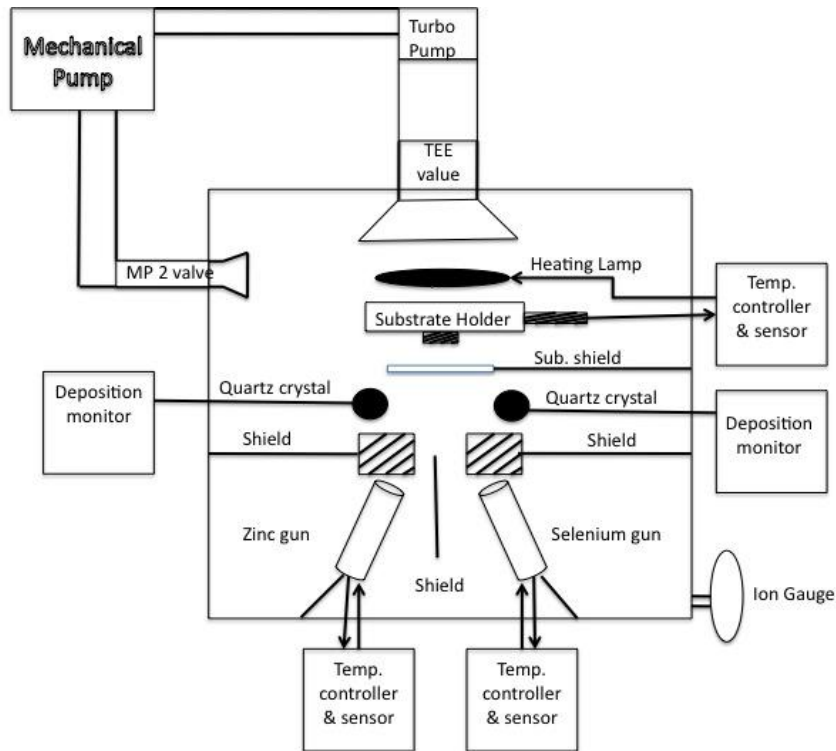 Mechanical
Pump
Turbo
Pump
TEE
value
MP 2 valve
Heating Lamp
Temp.
controller
& sensor
Substrate Holder
Sub. shield
Deposition
monitor
Quartz crystal
Quartz crystal
Deposition
monitor
Shield
Shield
Zinc gun
Selenium gun
Shield
Ion Gauge
Temp.
controller
& sensor
Temp.
controller
& sensor